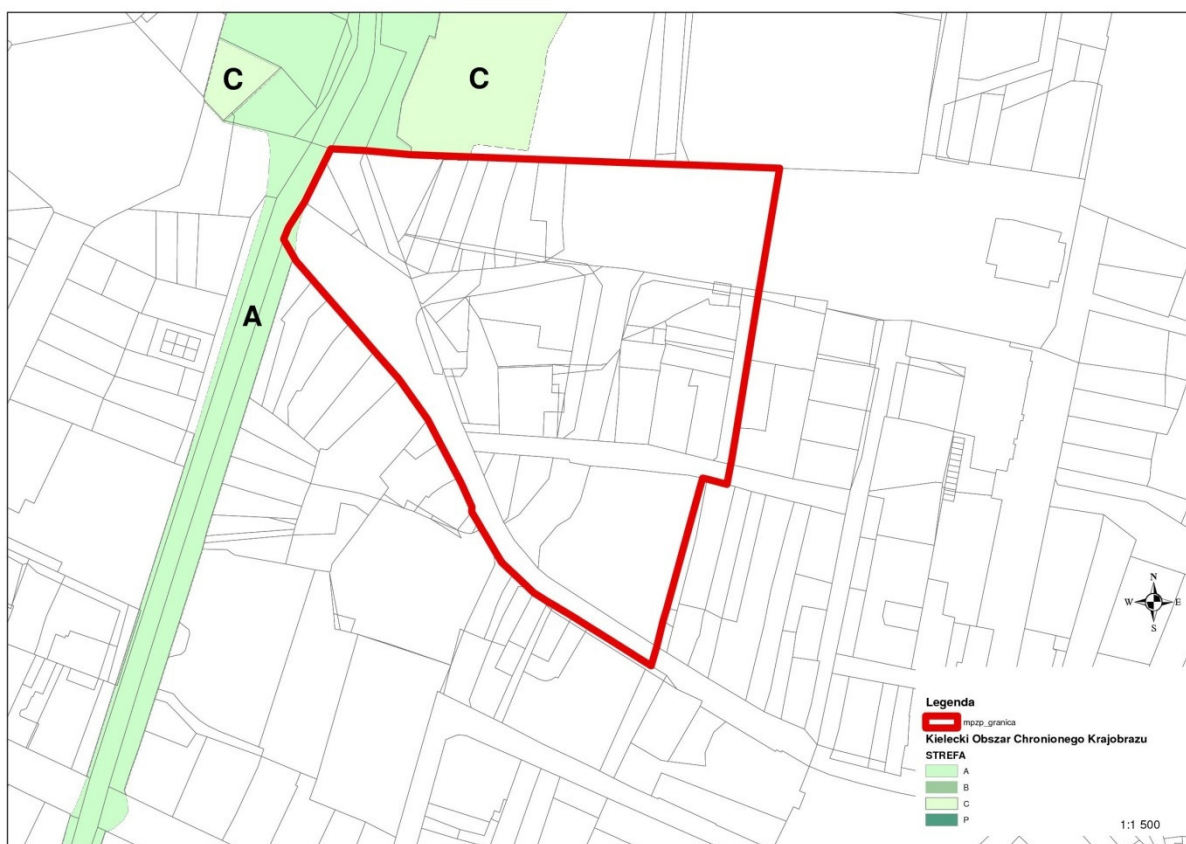 C
C
A
N
W
E
S
Legenda
mpzp_granica
Kielecki Obszar Chronionego Krajobrazu
STREFA
A
B
C
P
1:1 500